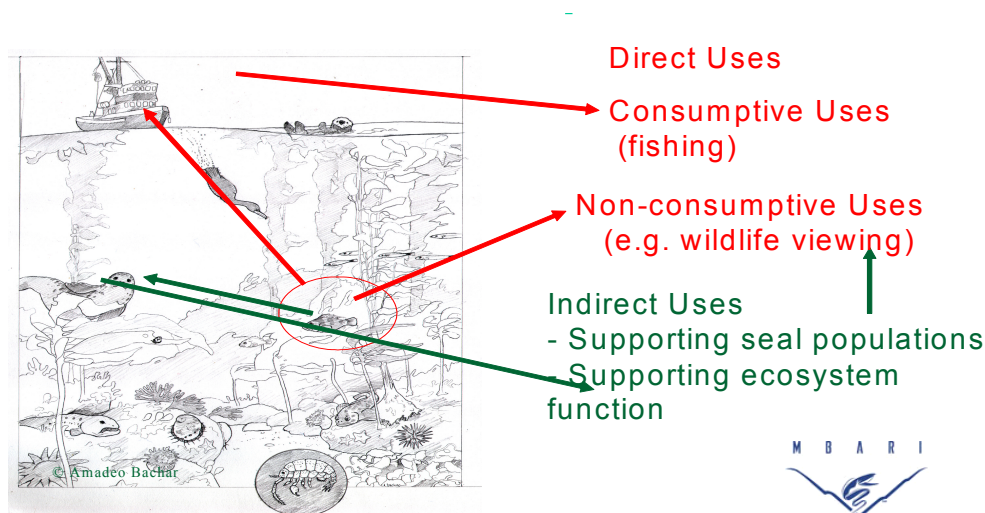 Direct Uses
Consumptive Uses
(fishing)
Non-consumptive Uses
(e.g. wildlife viewing)
Indirect Uses
- Supporting seal populations
- Supporting ecosystem
function
© Amadeo Bachar
MBARI